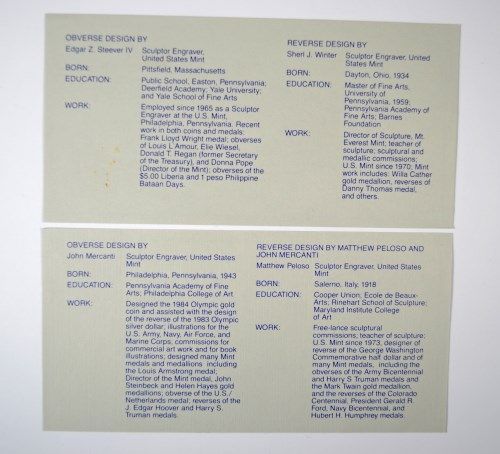 OBVERSE DESIGN BY
Edgar Z. Steever IV Sculptor Engraver,
United States Mint
BORN: Pittsfield, Massachusetts
EDUCATION: Public School, Easton, Pennsylvania;
Deerfield Academy; Yale University;
and Yale School of Fine Arts
WORK: Employed since 1965 as a Sculptor
Engraver at the U.S. Mint,
Philadelphia, Pennsylvania. Recent
work in both coins and medals:
Frank Lloyd Wright medal; obverses
of Louis L'Amour, Elie Wiesel,
Donald T. Regan (former Secretary
of the Treasury), and Donna Pope
(Director of the Mint); obverses of the
$5.00 Liberia and 1 peso Philippine
Bataan Days.
REVERSE DESIGN BY
Sherl J. Winter Sculptor Engraver, United
States Mint
BORN: Dayton, Ohio, 1934
EDUCATION: Master of Fine Arts,
University of
Pennsylvania, 1959;
Pennsylvania Academy of
Fine Arts; Barnes
Foundation
WORK: Director of Sculpture, Mt.
Everest Mint; teacher of
sculpture; sculptural and
medallic commissions;
U.S. Mint since 1970; Mint
work includes: Willa Cather
gold medallion, reverses of
Danny Thomas medal,
and others.
OBVERSE DESIGN BY
John Mercanti Sculptor Engraver, United States
Mint
BORN: Philadelphia, Pennsylvania, 1943
EDUCATION: Pennsylvania Academy of Fine
Arts; Philadelphia College of Art
WORK: Designed the 1984 Olympic gold
coin and assisted with the design
of the reverse of the 1983 Olympic
silver dollar; illustrations for the
U.S. Army, Navy, Air Force, and
Marine Corps; commissions for
commercial art work and for book
illustrations; designed many Mint
medals and medallions including
the Louis Armstrong medal;
Director of the Mint medal, John
Steinbeck and Helen Hayes gold
medallions; obverse of the U.S./
Netherlands medal; reverses of the
J. Edgar Hoover and Harry S.
Truman medals.
REVERSE DESIGN BY MATTHEW PELOSO AND
JOHN MERCANTI
Matthew Peloso Sculptor Engraver, United States
Mint
BORN: Salerno, Italy, 1918
EDUCATION: Cooper Union; Ecole de Beaux-
Arts; Rinehart School of Sculpture;
Maryland Institute College
of Art
WORK: Free-lance sculptural
commissions; teacher of sculpture;
U.S. Mint since 1973, designer of
reverse of the George Washington
Commemorative half dollar and of
many Mint medals, including the
obverses of the Army Bicentennial
and Harry S Truman medals and
the Mark Twain gold medallion,
and the reverses of the Colorado
Centennial, President Gerald R.
Ford, Navy Bicentennial, and
Hubert H. Humphrey medals.